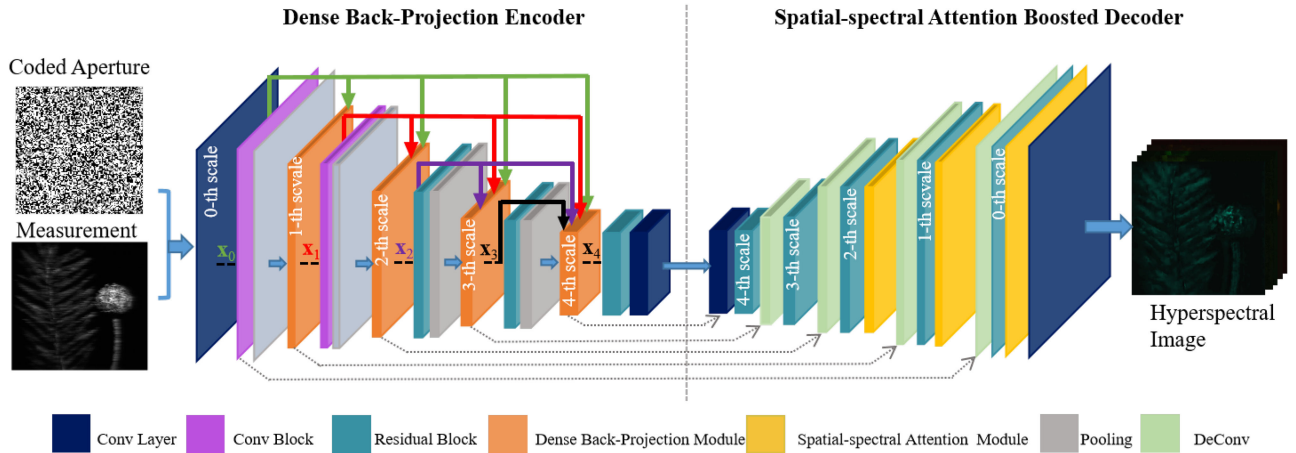 Dense Back-Projection Encoder
Spatial-spectral Attention Boosted Decoder
Coded Aperture
Measurement
0-th scale
x0
1-th scvale
x1
2-th scale
x2
3-th scale
x3
4-th scale
x4
4-th scale
3-th scale
2-th scale
1-th scvale
0-th scale
Hyperspectral
Image
Conv Layer
Conv Block
Residual Block
Dense Back-Projection Module
Spatial-spectral Attention Module
Pooling
DeConv